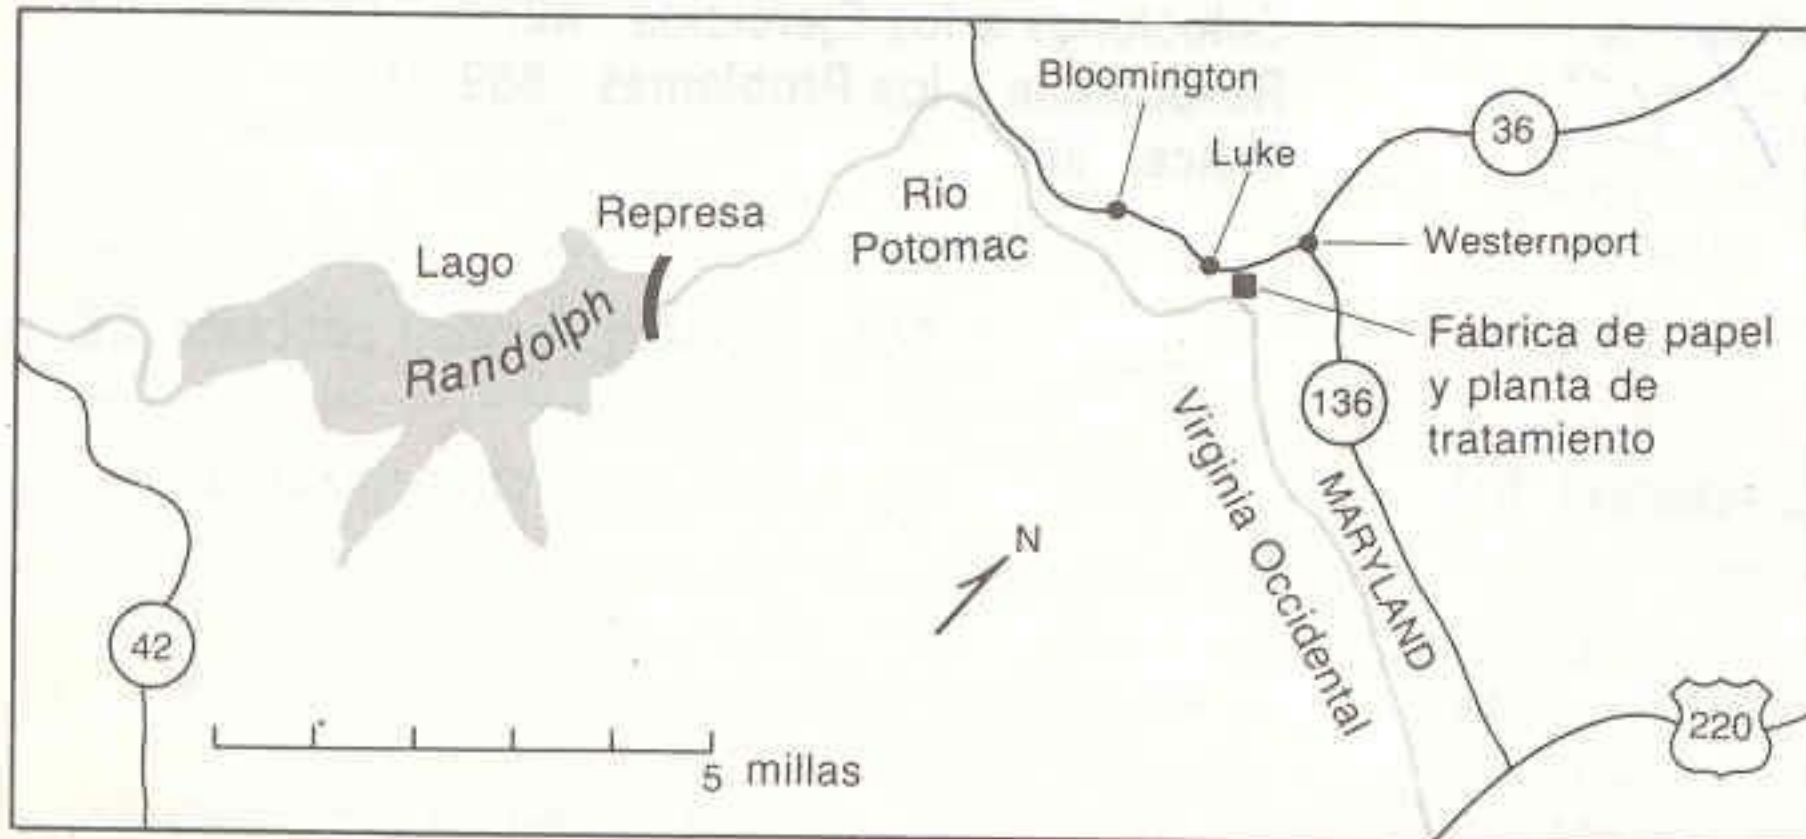 Bloomington
36
Luke
Represa
Rio
Potomac
Lago
Randolph
Westernport
Fábrica de papel
y planta de
tratamiento
136
Virginia Occidental
MARYLAND
N
42
220
5 millas